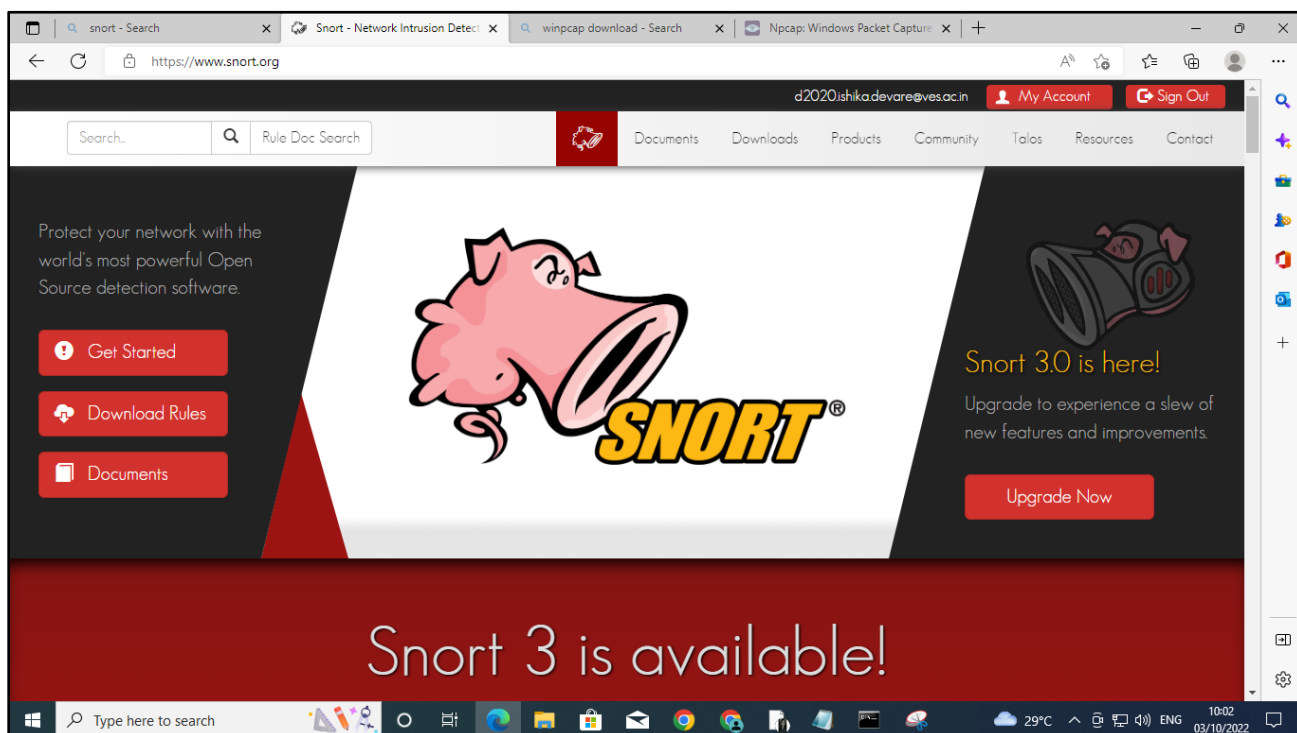 snort - Search
Snort - Network Intrusion Detect
winpcap download - Search
Npcap: Windows Packet Capture
https://www.snort.org
d2020.ishika.devare@ves.ac.in My Account Sign Out
Search.. Rule Doc Search Documents Downloads Products Community Talos Resources Contact
Protect your network with the
world's most powerful Open
Source detection software.
Get Started
Download Rules
Documents
SNORT®
Snort 3.0 is here!
Upgrade to experience a slew of
new features and improvements.
Upgrade Now
Snort 3 is available!
Type here to search
29°C ENG 10:02
03/10/2022